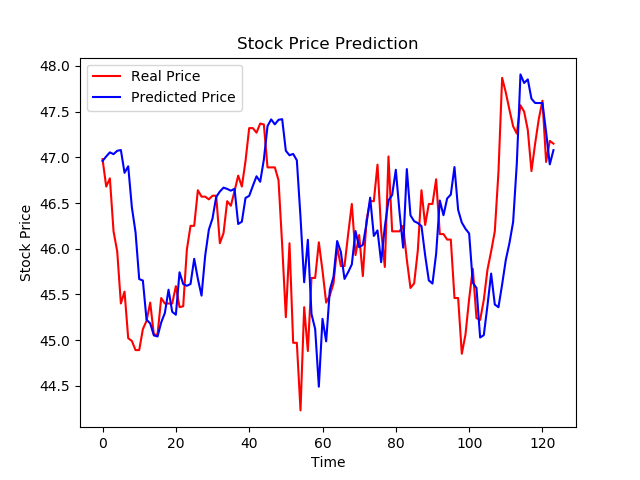 Stock Price Prediction
Real Price
Predicted Price
Stock Price
48.0
47.5
47.0
46.5
46.0
45.5
45.0
44.5
0 20 40 60 80 100 120
Time